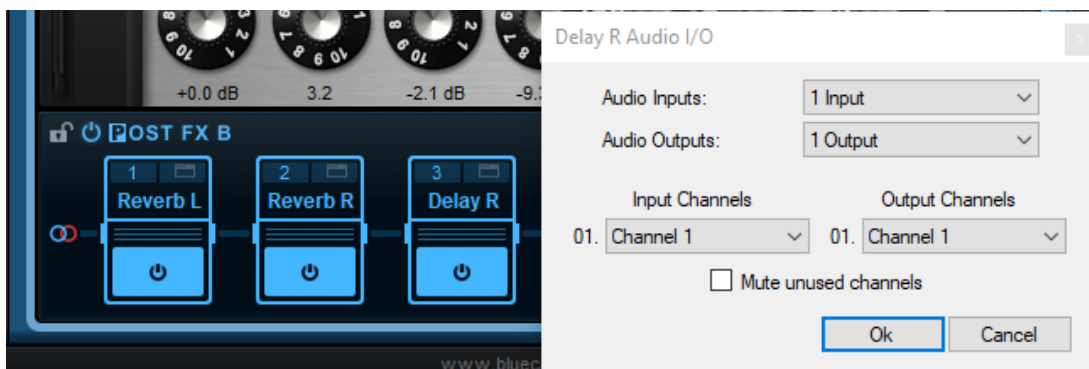 +0.0 dB 3.2 -2.1 dB
POST FX B
1 2 3
Reverb L Reverb R Delay R
Delay R Audio I/O
Audio Inputs: 1 Input
Audio Outputs: 1 Output
Input Channels Output Channels
01. Channel 1 01. Channel 1
Mute unused channels
Ok Cancel